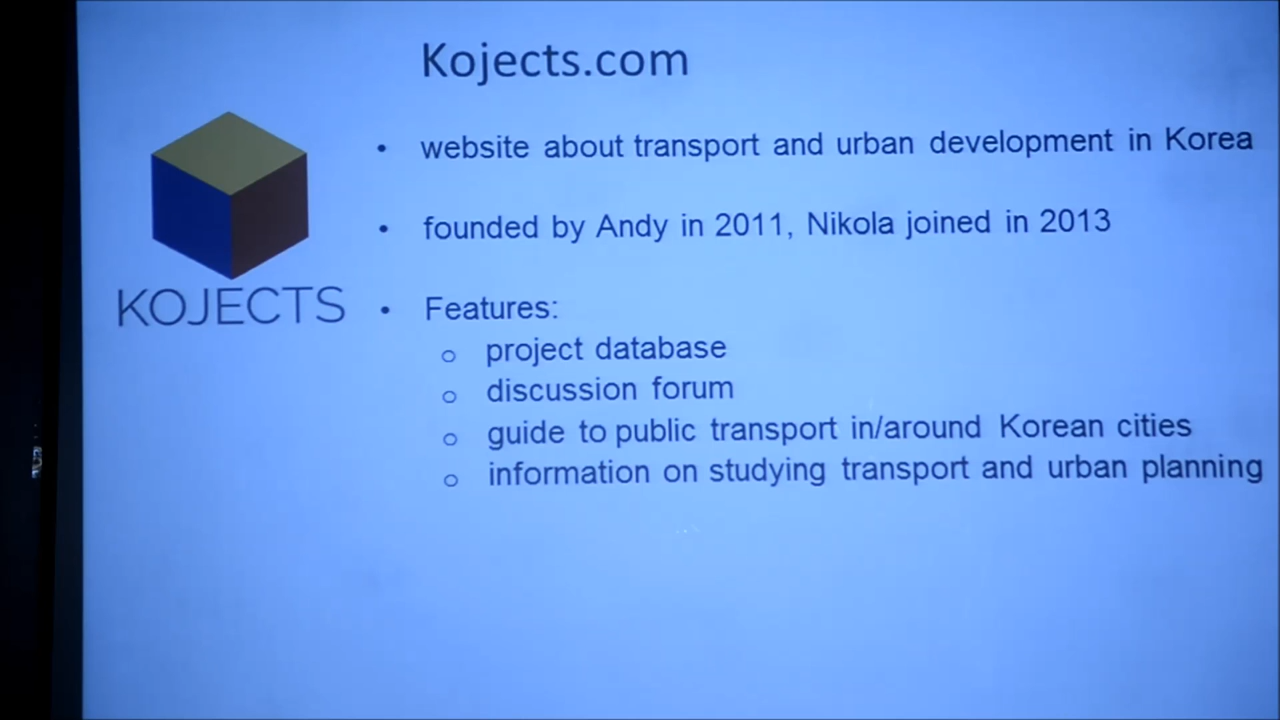 Kojects.com
• website about transport and urban development in Korea
• founded by Andy in 2011, Nikola joined in 2013
KOJECTS
• Features:
o project database
o discussion forum
o guide to public transport in/around Korean cities
o information on studying transport and urban planning